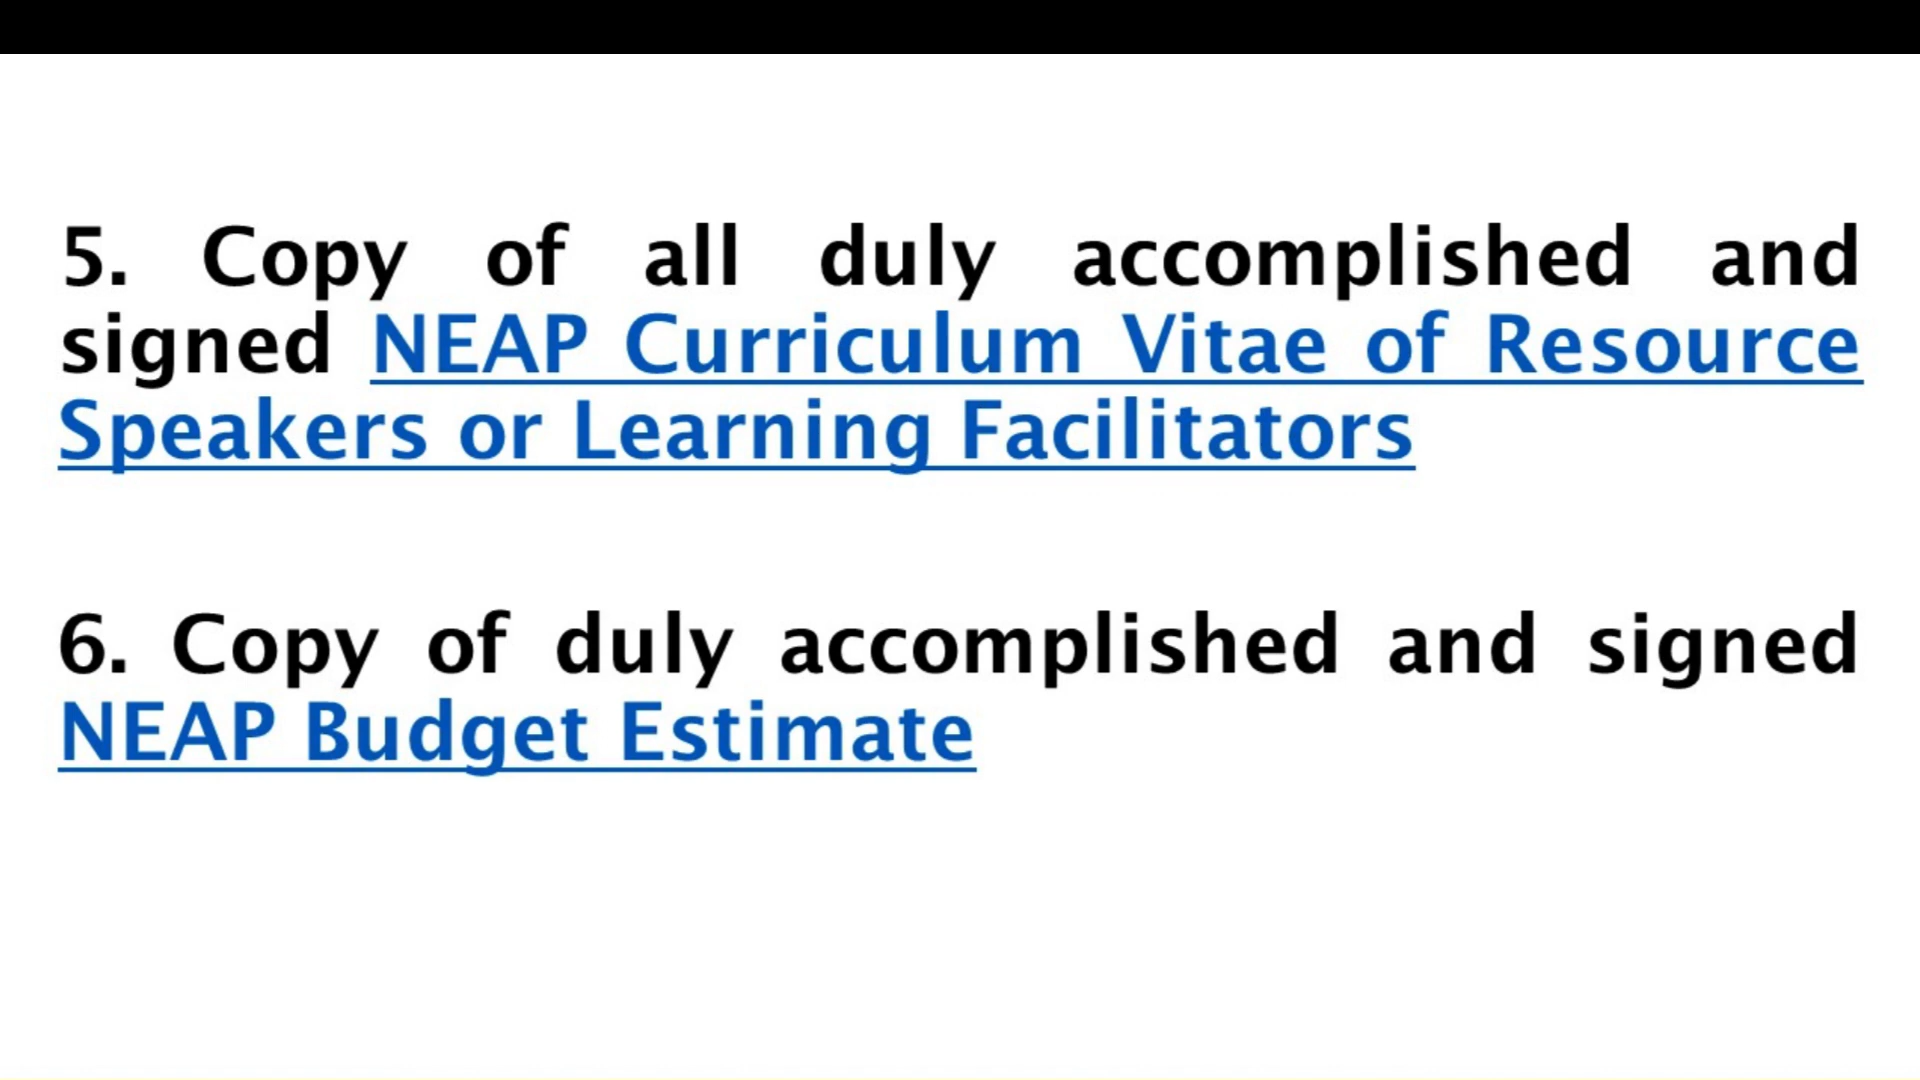 5. Copy of all duly accomplished and
signed NEAP Curriculum Vitae of Resource
Speakers or Learning Facilitators
6. Copy of duly accomplished and signed
NEAP Budget Estimate